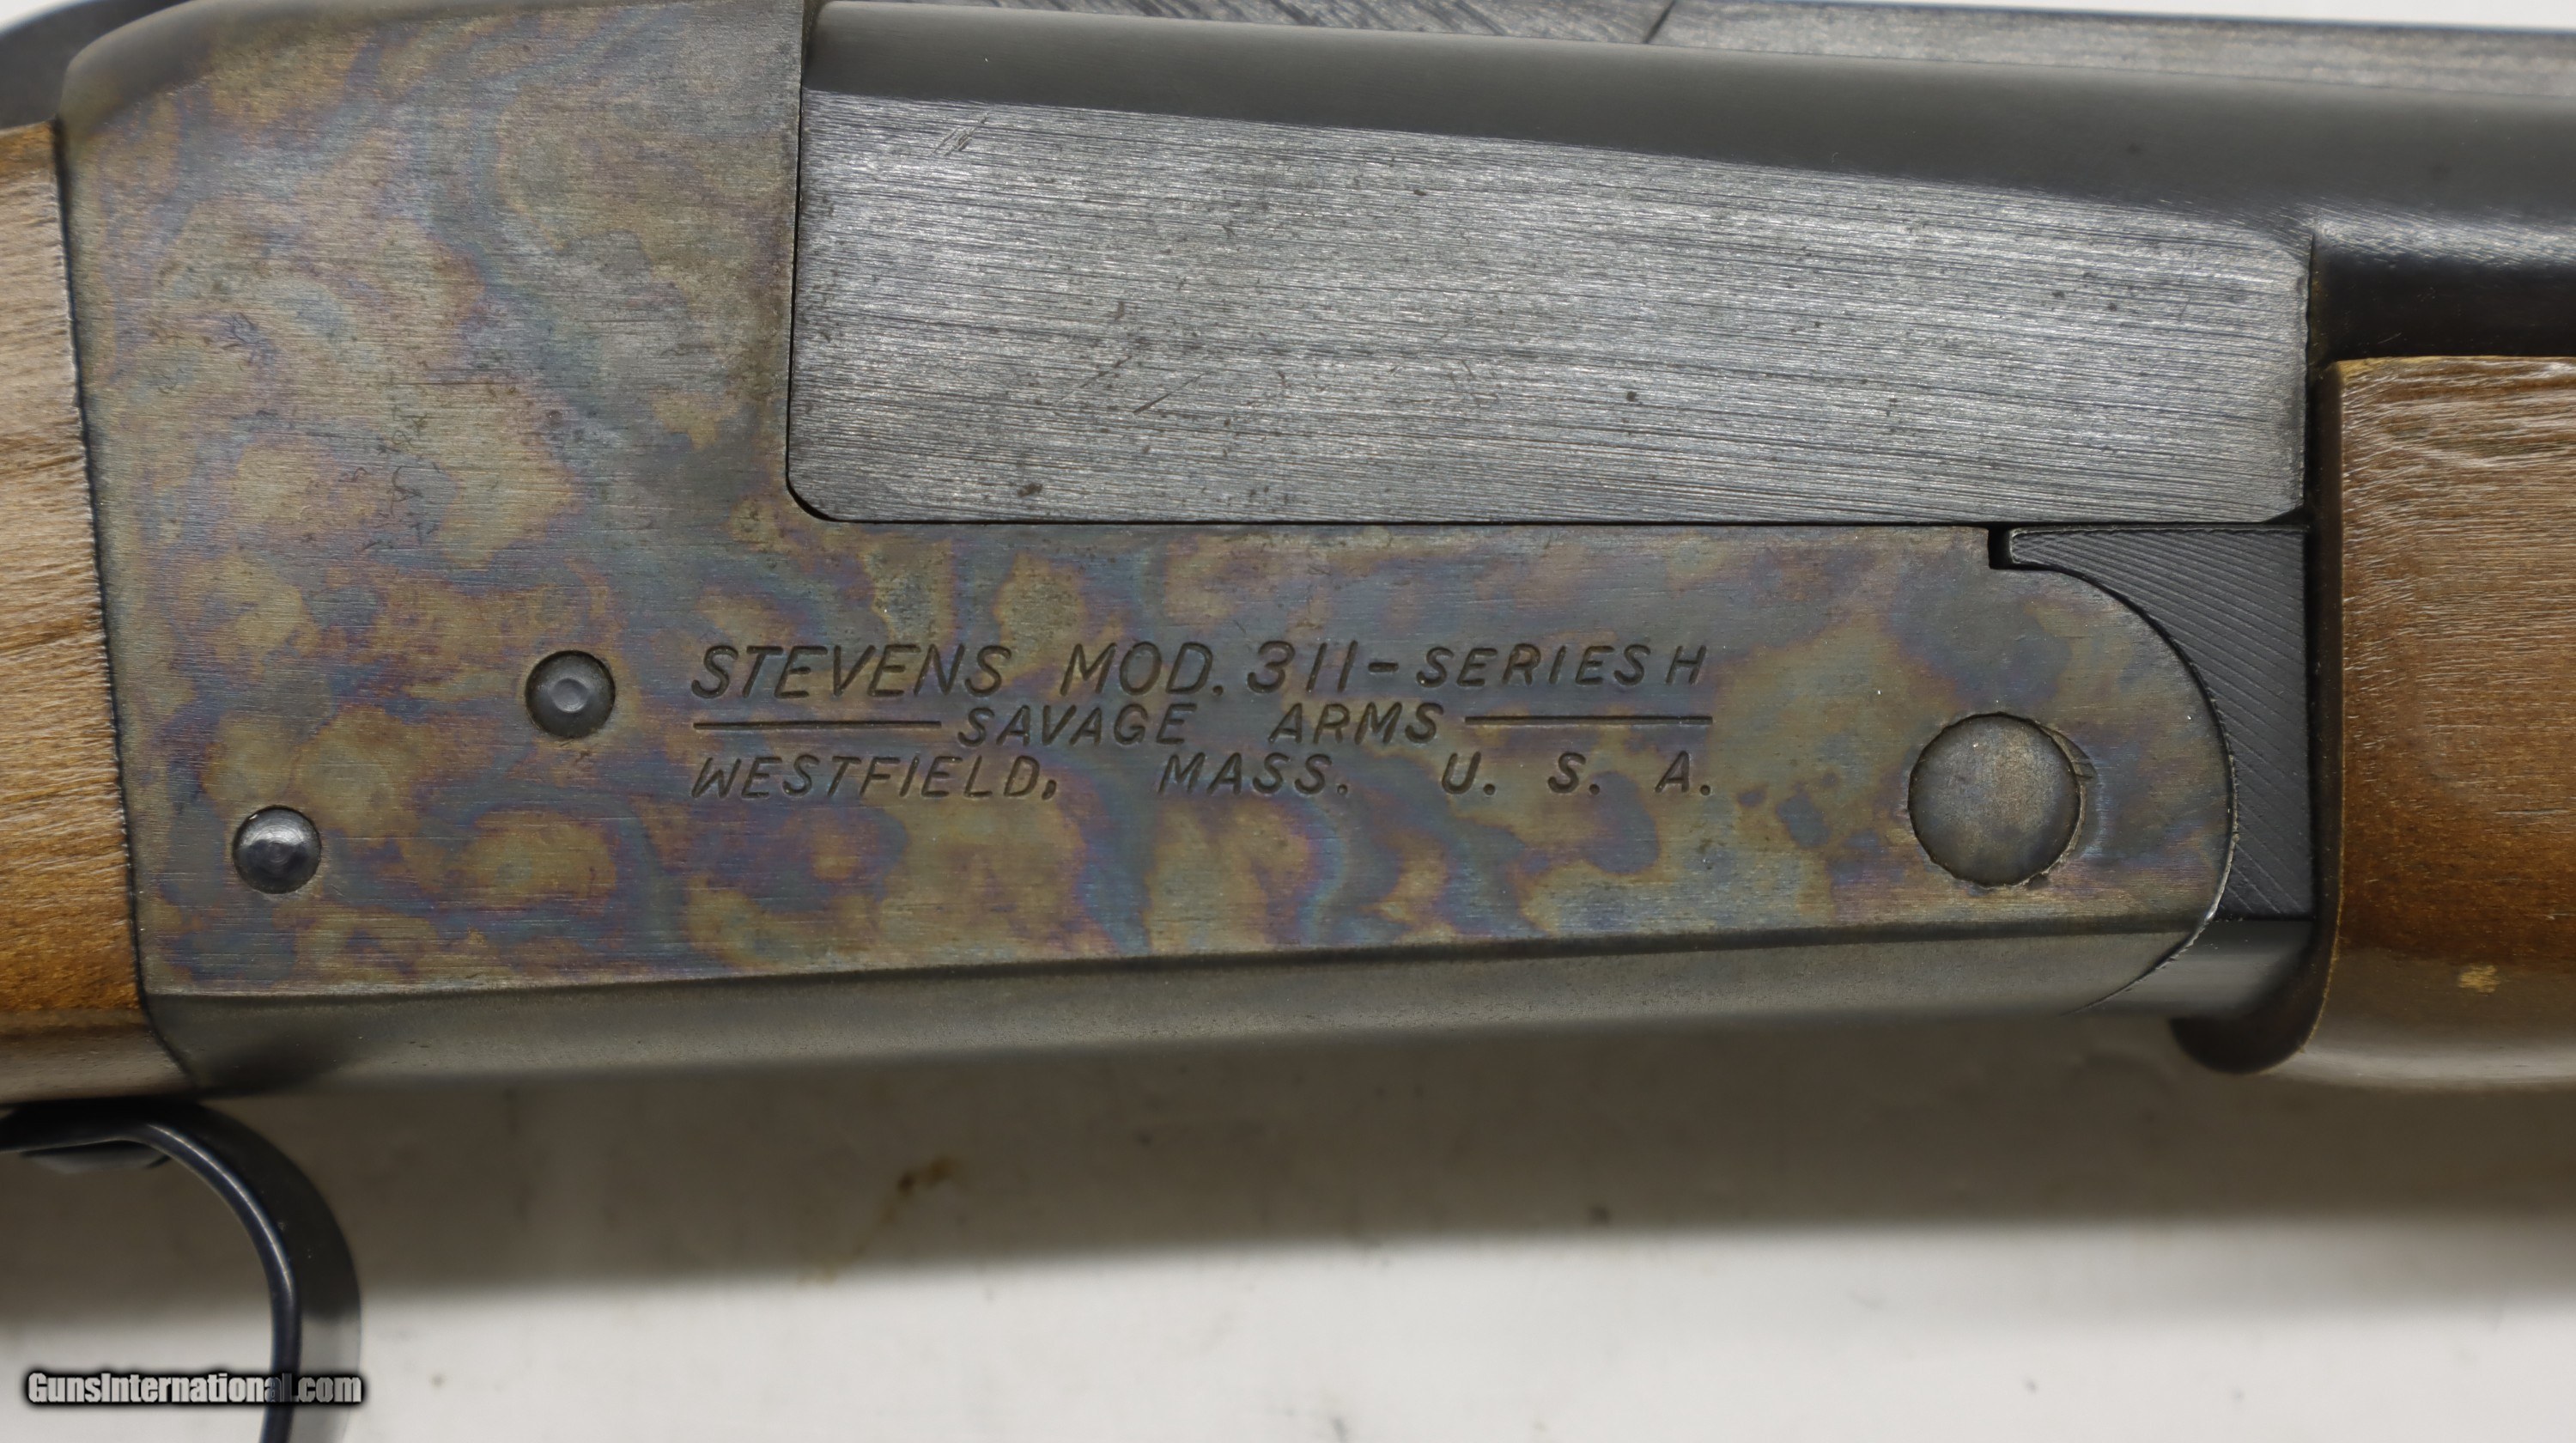 STEVENS MOD. 311-SERIES H
SAVAGE ARMS
WESTFIELD, MASS. U. S. A.
GunsInternational.com